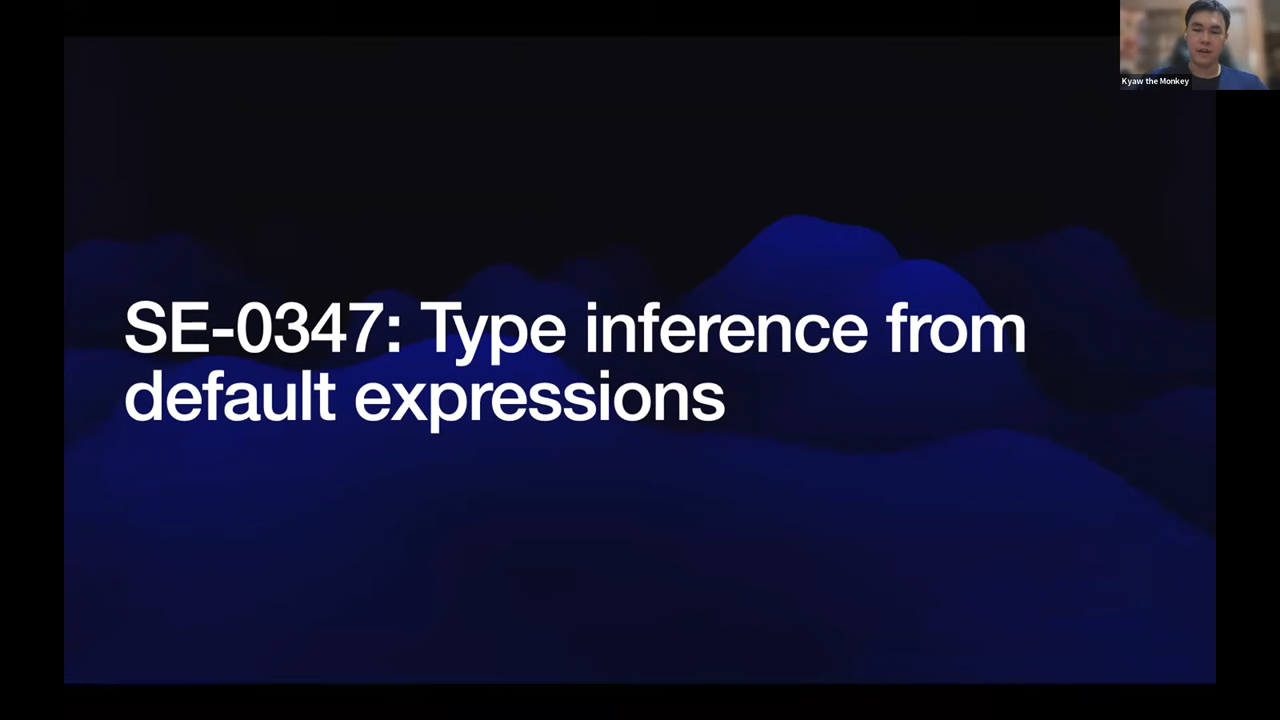 Kyaw the Monkey
SE-0347: Type inference from
default expressions